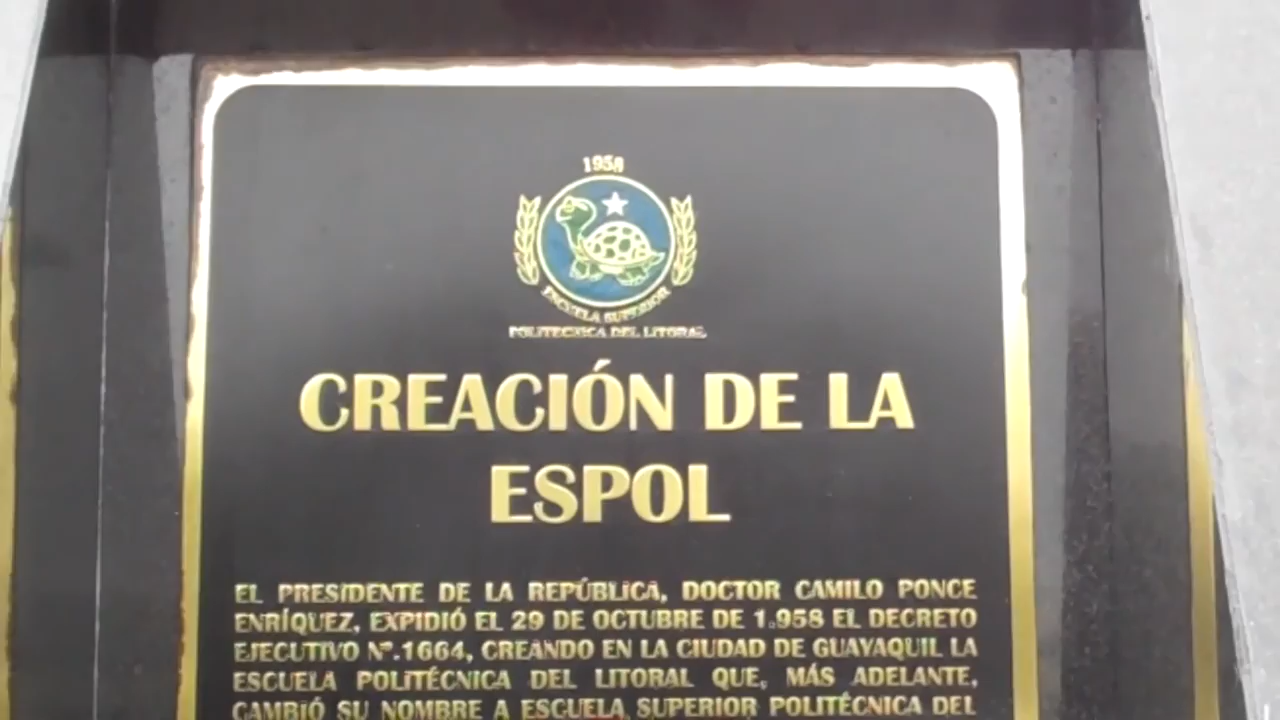 1958
ESCUELA SUPERIOR
POLITECNICA DEL LITORAL
CREACIÓN DE LA
ESPOL
EL PRESIDENTE DE LA REPÚBLICA, DOCTOR CAMILO PONCE
ENRÍQUEZ, EXPIDIÓ EL 29 DE OCTUBRE DE 1.958 EL DECRETO
EJECUTIVO Nº.1664, CREANDO EN LA CIUDAD DE GUAYAQUIL LA
ESCUELA POLITÉCNICA DEL LITORAL QUE, MÁS ADELANTE,
CAMBIÓ SU NOMBRE A ESCUELA SUPERIOR POLITÉCNICA DEL